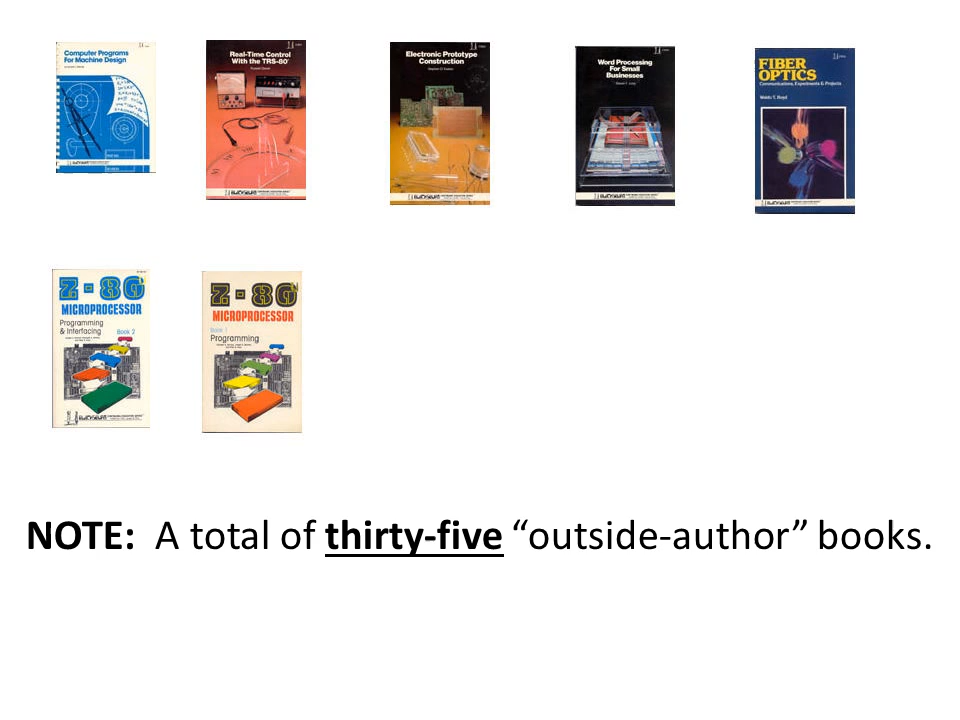 Computer Programs
For Machine Design
Real-Time Control
With the TRS-80
Electronic Prototype
Construction
Word Processing
For Small
Businesses
FIBER
OPTICS
Communications, Experiments & Projects
Waldo T. Boyd
Z-80
MICROPROCESSOR
Programming
& Interfacing Book 2
Z-80
MICROPROCESSOR
Book 1
Programming
NOTE: A total of thirty-five “outside-author” books.